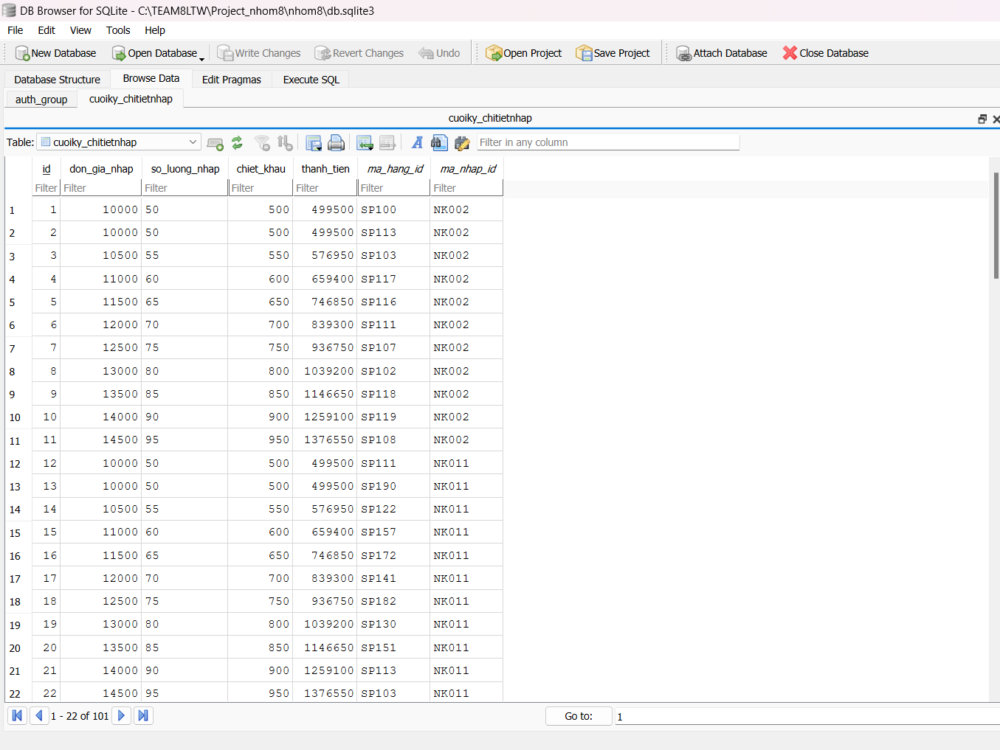 DB Browser for SQLite - C:\TEAM8LTW\Project_nhom8\nhom8\db.sqlite3
File Edit View Tools Help
New Database Open Database Write Changes Revert Changes Undo Open Project Save Project Attach Database Close Database
Database Structure Browse Data Edit Pragmas Execute SQL
auth_group cuoiky_chitietnhap
cuoiky_chitietnhap
Table: cuoiky_chitietnhap Filter in any column
id don_gia_nhap so_luong_nhap chiet_khau thanh_tien ma_hang_id ma_nhap_id
Filter Filter Filter Filter Filter Filter Filter
1 1 10000 50 500 499500 SP100 NK002
2 2 10000 50 500 499500 SP113 NK002
3 3 10500 55 550 576950 SP103 NK002
4 4 11000 60 600 659400 SP117 NK002
5 5 11500 65 650 746850 SP116 NK002
6 6 12000 70 700 839300 SP111 NK002
7 7 12500 75 750 936750 SP107 NK002
8 8 13000 80 800 1039200 SP102 NK002
9 9 13500 85 850 1146650 SP118 NK002
10 10 14000 90 900 1259100 SP119 NK002
11 11 14500 95 950 1376550 SP108 NK002
12 12 10000 50 500 499500 SP111 NK011
13 13 10000 50 500 499500 SP190 NK011
14 14 10500 55 550 576950 SP122 NK011
15 15 11000 60 600 659400 SP157 NK011
16 16 11500 65 650 746850 SP172 NK011
17 17 12000 70 700 839300 SP141 NK011
18 18 12500 75 750 936750 SP182 NK011
19 19 13000 80 800 1039200 SP130 NK011
20 20 13500 85 850 1146650 SP151 NK011
21 21 14000 90 900 1259100 SP113 NK011
22 22 14500 95 950 1376550 SP103 NK011
1 - 22 of 101 Go to: 1